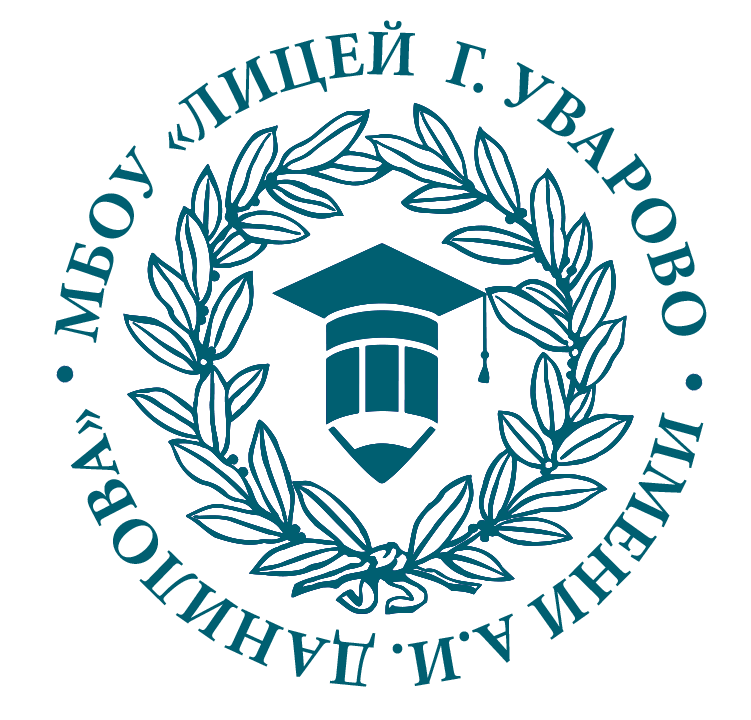 МБОУ «ЛИЦЕЙ Г. УВАРОВО
• ИМЕНИ А.И. ДАНИЛОВА» •